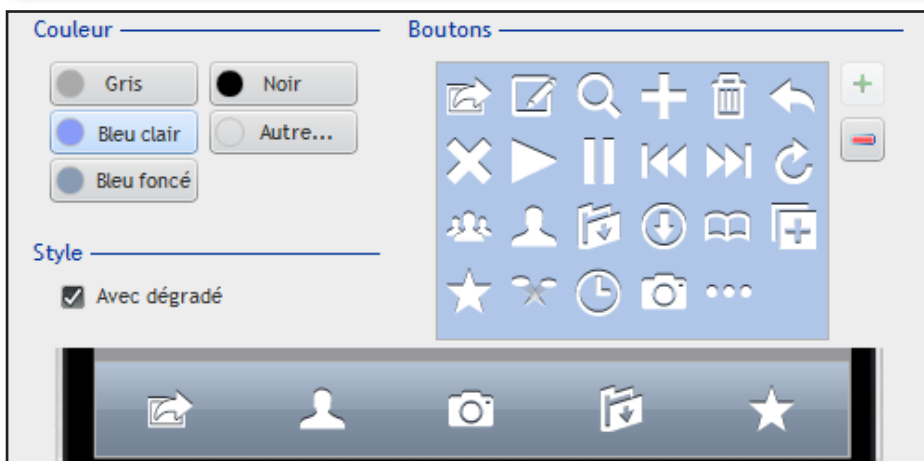 Couleur
Boutons
Gris
Noir
Bleu clair
Autre...
Bleu foncé
Style
Avec dégradé